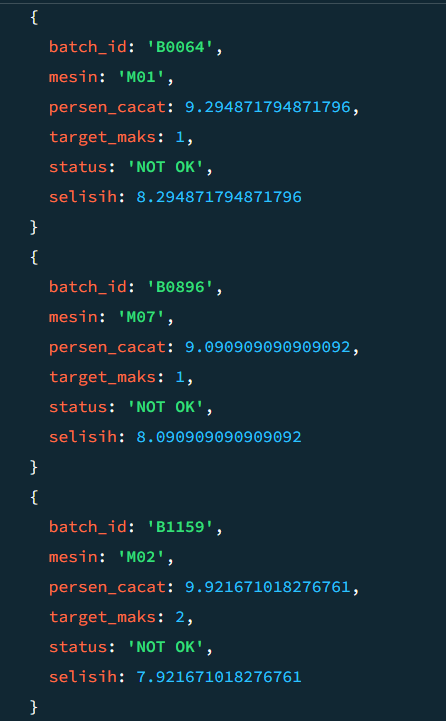 {
batch_id: 'B0064',
mesin: 'M01',
persen_cacat: 9.294871794871796,
target_maks: 1,
status: 'NOT OK',
selisih: 8.294871794871796
}
{
batch_id: 'B0896',
mesin: 'M07',
persen_cacat: 9.090909090909092,
target_maks: 1,
status: 'NOT OK',
selisih: 8.090909090909092
}
{
batch_id: 'B1159',
mesin: 'M02',
persen_cacat: 9.921671018276761,
target_maks: 2,
status: 'NOT OK',
selisih: 7.921671018276761
}